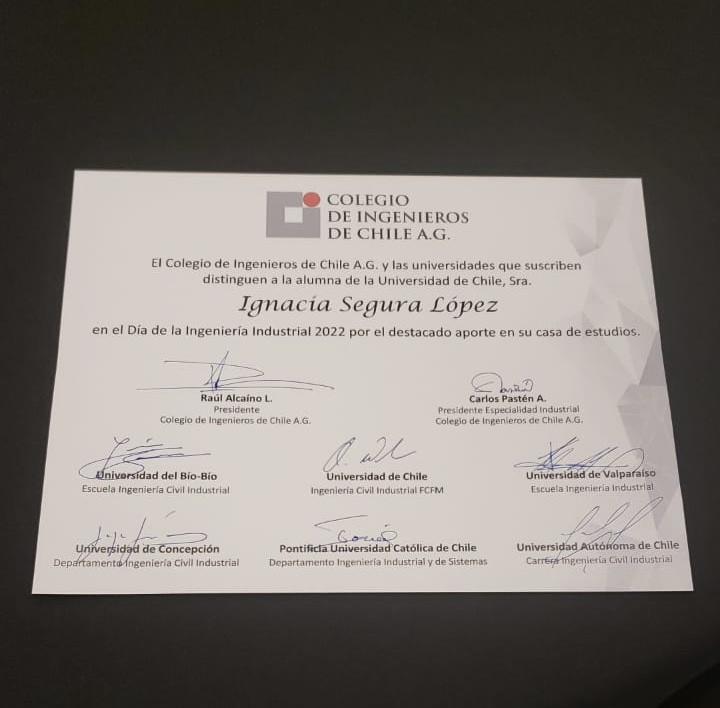 COLEGIO
DE INGENIEROS
DE CHILE A.G.
El Colegio de Ingenieros de Chile A.G. y las universidades que suscriben
distinguen a la alumna de la Universidad de Chile, Sra.
Ignacia Segura López
en el Día de la Ingeniería Industrial 2022 por el destacado aporte en su casa de estudios.
Raúl Alcaíno L.
Presidente
Colegio de Ingenieros de Chile A.G.
Carlos Pastén A.
Presidente Especialidad Industrial
Colegio de Ingenieros de Chile A.G.
Universidad del Bío-Bío
Escuela Ingeniería Civil Industrial
Universidad de Chile
Ingeniería Civil Industrial FCFM
Universidad de Valparaíso
Escuela Ingeniería Industrial
Universidad de Concepción
Departamento Ingeniería Civil Industrial
Pontificia Universidad Católica de Chile
Departamento Ingeniería Industrial y de Sistemas
Universidad Autónoma de Chile
Carrera Ingeniería Civil Industrial